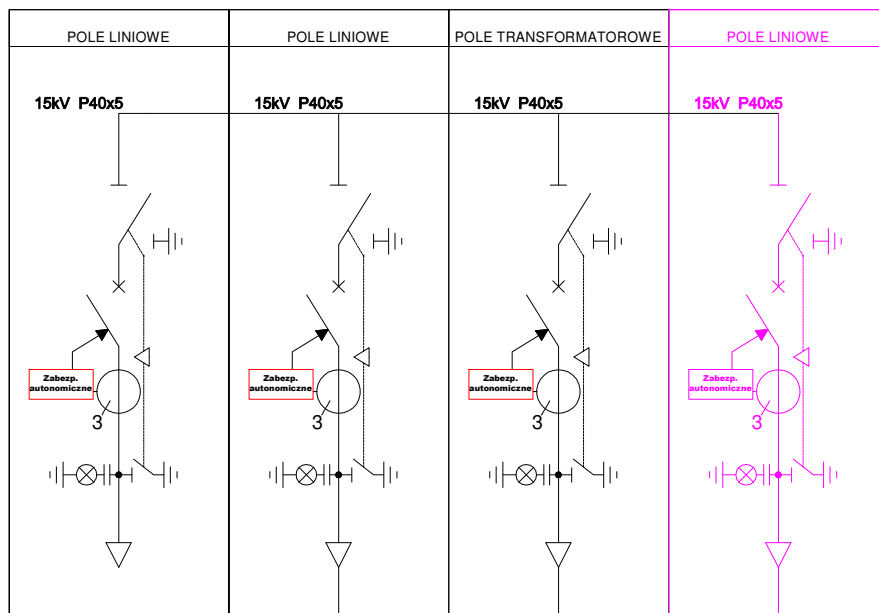 POLE LINIOWE
POLE LINIOWE
POLE TRANSFORMATOROWE
POLE LINIOWE
15kV P40x5
15kV P40x5
15kV P40x5
15kV P40x5
Zabezp.
autonomiczne
3
Zabezp.
autonomiczne
3
Zabezp.
autonomiczne
3
Zabezp.
autonomiczne
3